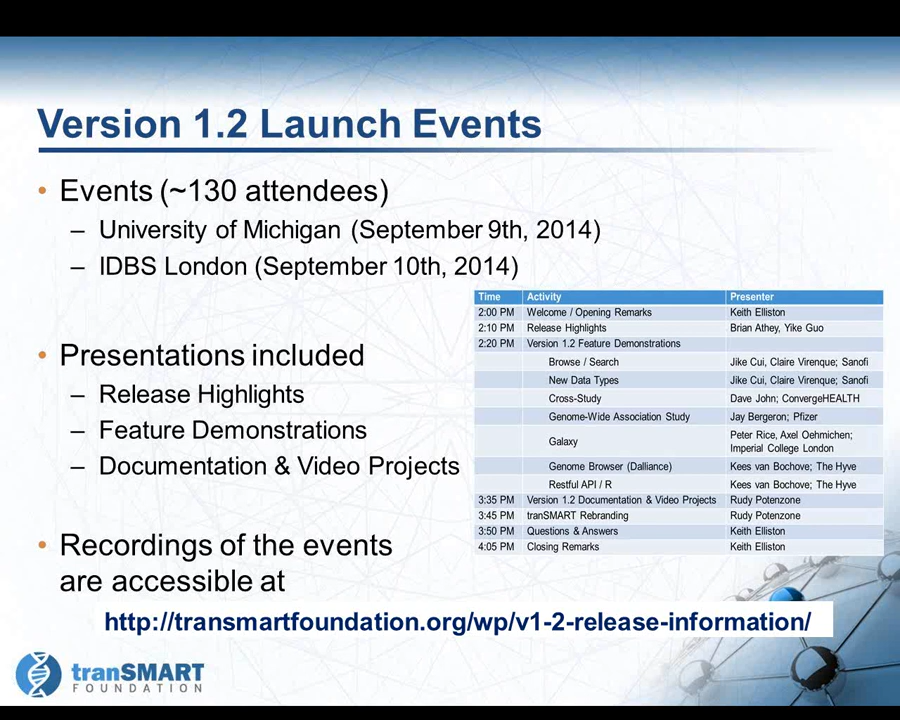 Version 1.2 Launch Events
• Events (~130 attendees)
– University of Michigan (September 9th, 2014)
– IDBS London (September 10th, 2014)
• Presentations included
– Release Highlights
– Feature Demonstrations
– Documentation & Video Projects
• Recordings of the events
are accessible at
http://transmartfoundation.org/wp/v1-2-release-information/
Time Activity Presenter
2:00 PM Welcome / Opening Remarks Keith Elliston
2:10 PM Release Highlights Brian Athey, Yike Guo
2:20 PM Version 1.2 Feature Demonstrations
Browse / Search Jike Cui, Claire Virenque; Sanofi
New Data Types Jike Cui, Claire Virenque; Sanofi
Cross-Study Dave John; ConvergeHEALTH
Genome-Wide Association Study Jay Bergeron; Pfizer
Galaxy Peter Rice, Axel Oehmichen;
Imperial College London
Genome Browser (Dalliance) Kees van Bochove; The Hyve
Restful API / R Kees van Bochove; The Hyve
3:35 PM Version 1.2 Documentation & Video Projects Rudy Potenzone
3:45 PM tranSMART Rebranding Rudy Potenzone
3:50 PM Questions & Answers Keith Elliston
4:05 PM Closing Remarks Keith Elliston
tranSMART
FOUNDATION